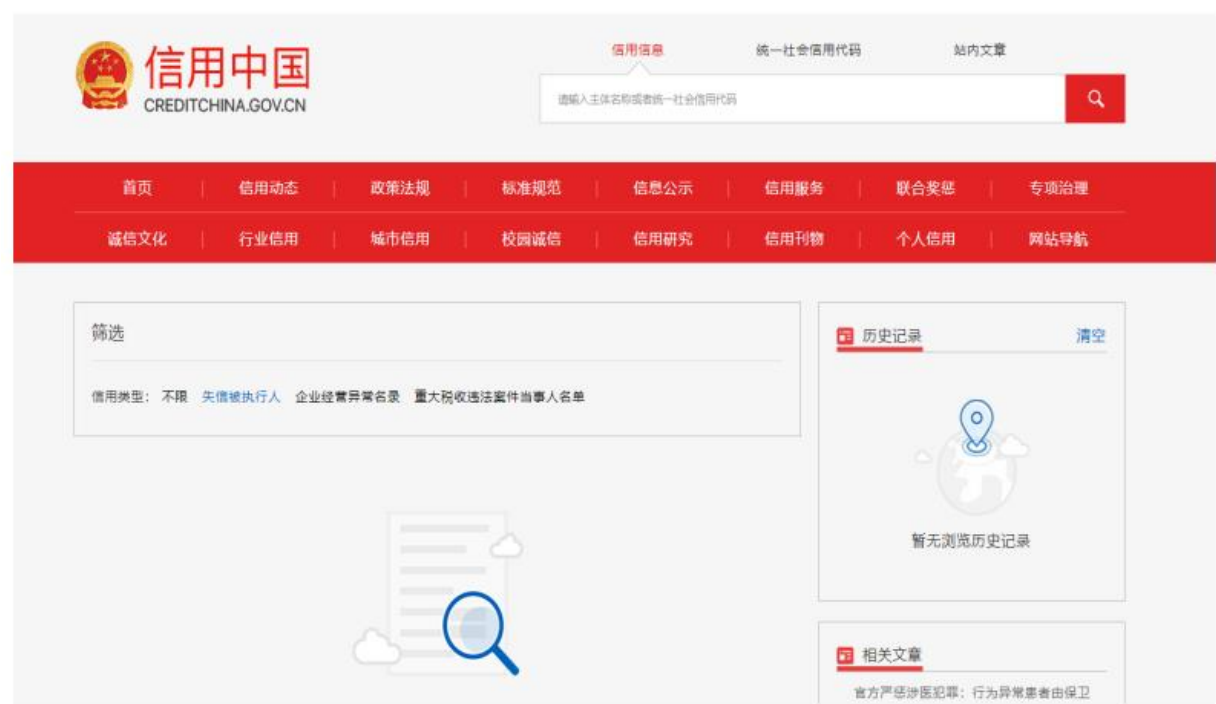 信用中国
CREDITCHINA.GOV.CN
信用信息 统一社会信用代码 站内文章
请输入主体名称或者统一社会信用代码
首页 信用动态 政策法规 标准规范 信息公示 信用服务 联合奖惩 专项治理
诚信文化 行业信用 城市信用 校园诚信 信用研究 信用刊物 个人信用 网站导航
筛选
信用类型： 不限 失信被执行人 企业经营异常名录 重大税收违法案件当事人名单
历史记录 清空
暂无浏览历史记录
相关文章
官方严惩涉医犯罪：行为异常患者由保卫